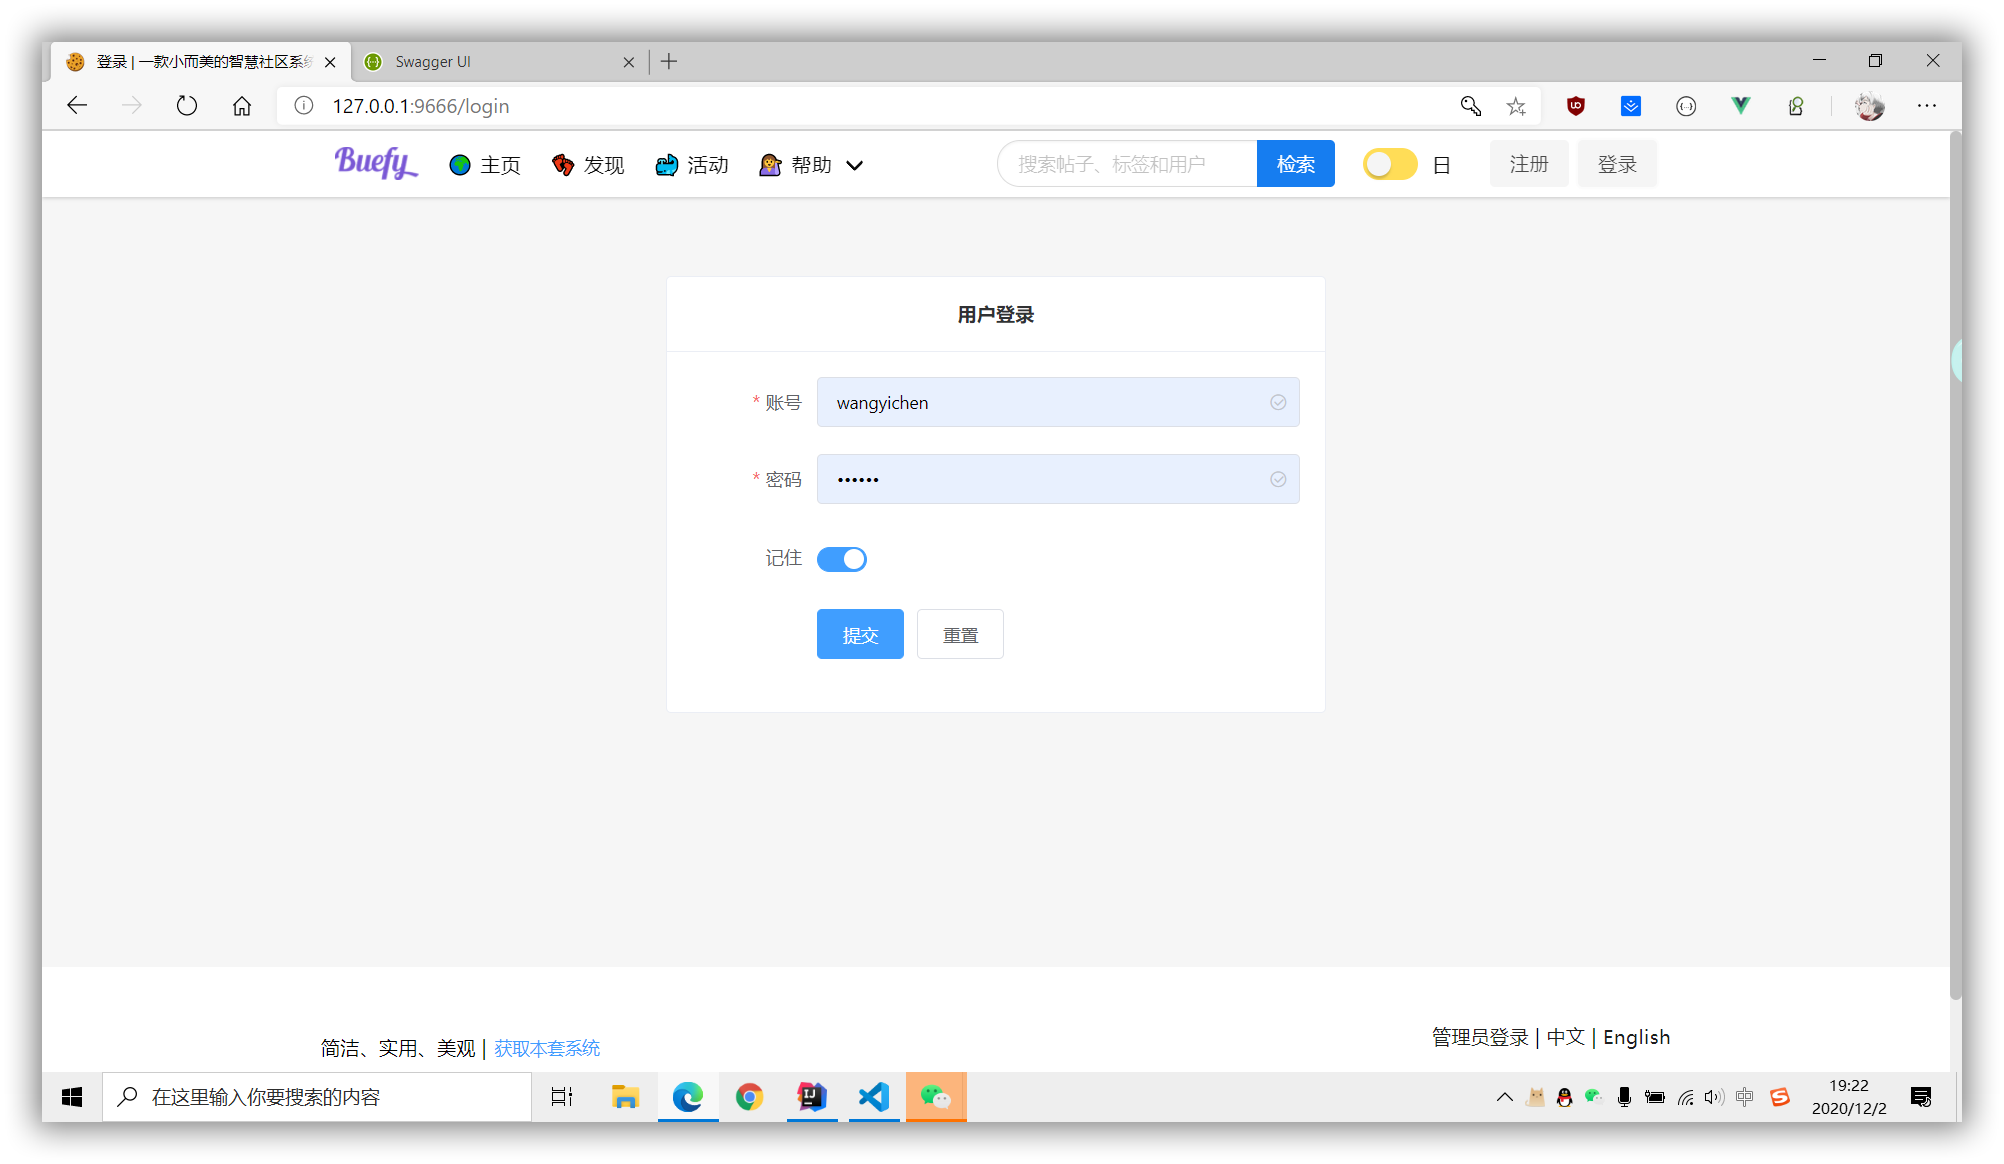 登录 | 一款小而美的智慧社区系统
Swagger UI
127.0.0.1:9666/login
Buefy
主页
发现
活动
帮助
搜索帖子、标签和用户
检索
日
注册
登录
用户登录
* 账号
wangyichen
* 密码
••••••
记住
提交
重置
简洁、实用、美观 | 获取本套系统
管理员登录 | 中文 | English
在这里输入你要搜索的内容
中
19:22
2020/12/2